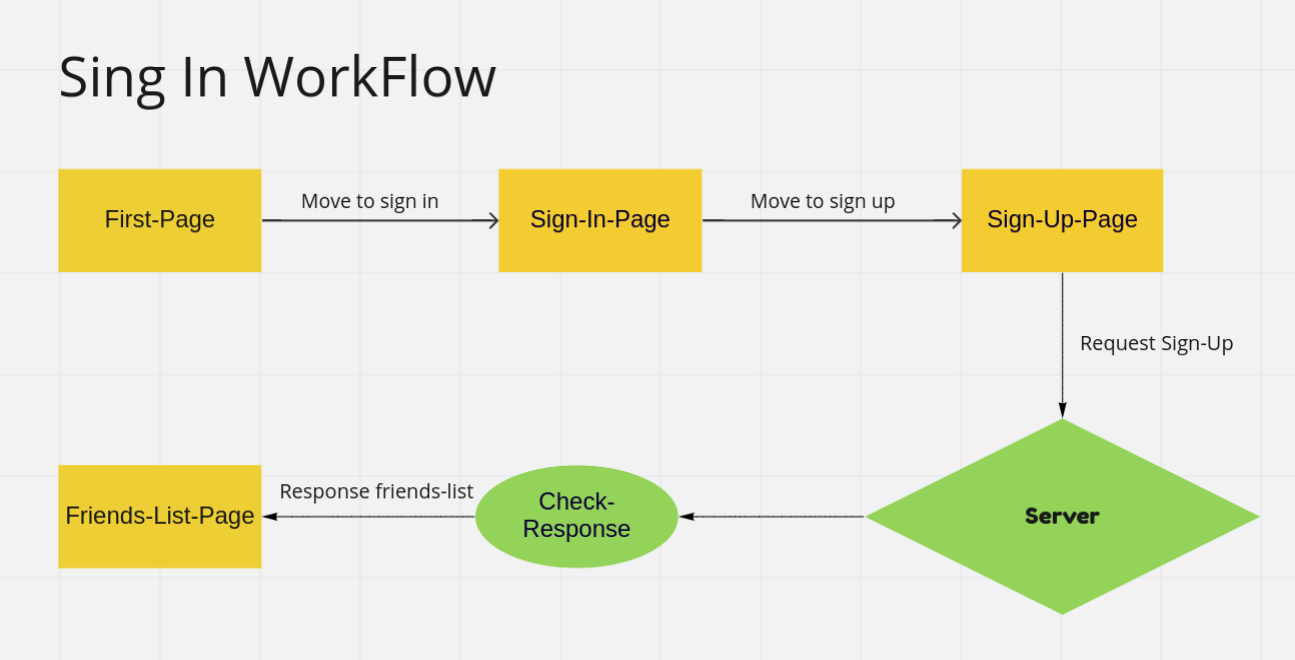 Sing In WorkFlow
First-Page
Move to sign in
Sign-In-Page
Move to sign up
Sign-Up-Page
Request Sign-Up
Server
Check-
Response
Response friends-list
Friends-List-Page